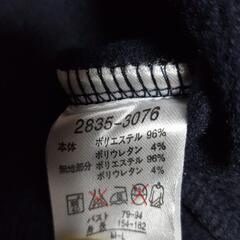 2835-3076
本体 ポリエステル 96%
ポリウレタン 4%
無地部分 ポリエステル 96%
ポリウレタン 4%
バスト 79-94
身長 154-162
M-L